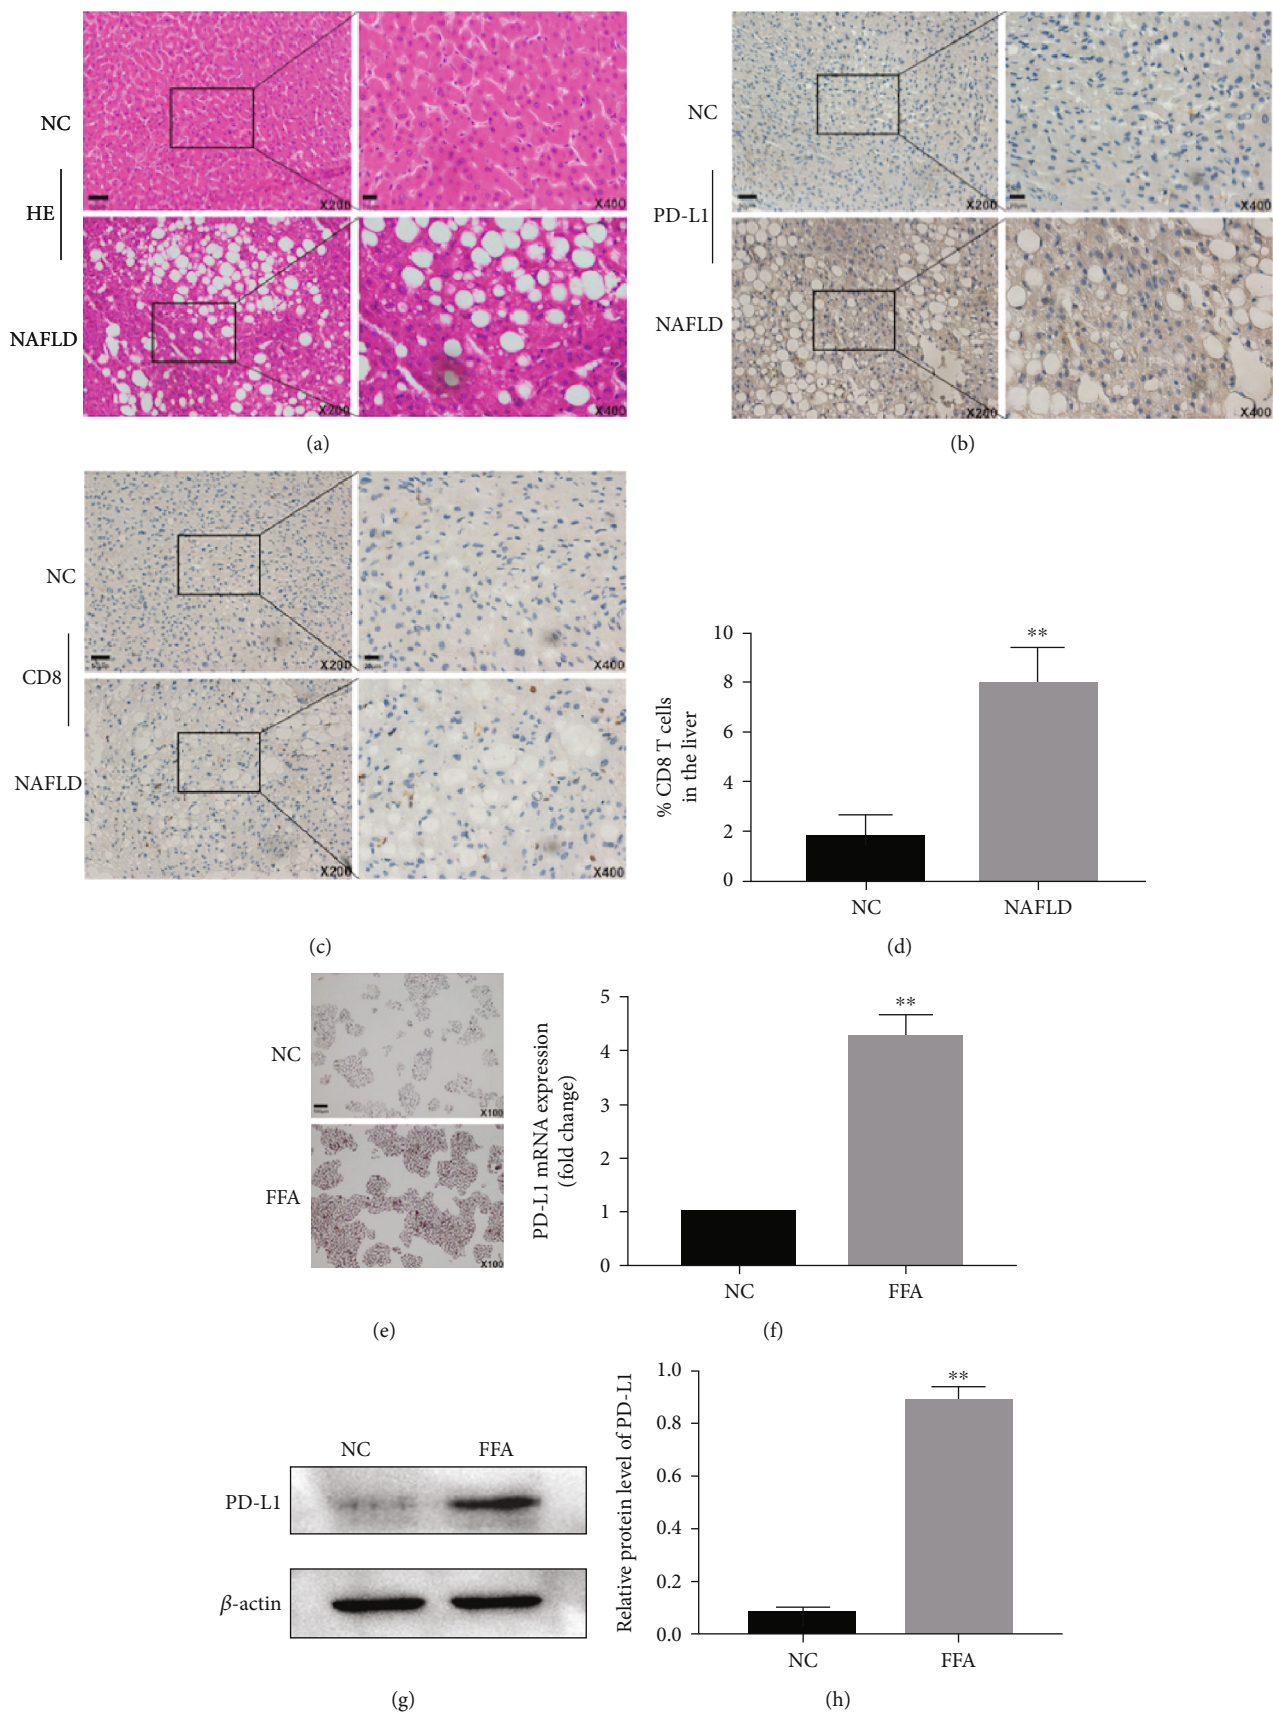 NC
HE
NAFLD
X200
X400
X200
X400
(a)
NC
PD-L1
NAFLD
X200
X400
X200
X400
(b)
NC
CD8
NAFLD
X200
X400
X200
X400
(c)
% CD8 T cells
in the liver
10
8
6
4
2
0
**
NC
NAFLD
(d)
NC
FFA
X100
X100
(e)
PD-L1 mRNA expression
(fold change)
5
4
3
2
1
0
**
NC
FFA
(f)
NC
FFA
PD-L1
β-actin
(g)
Relative protein level of PD-L1
1.0
0.8
0.6
0.4
0.2
0.0
**
NC
FFA
(h)